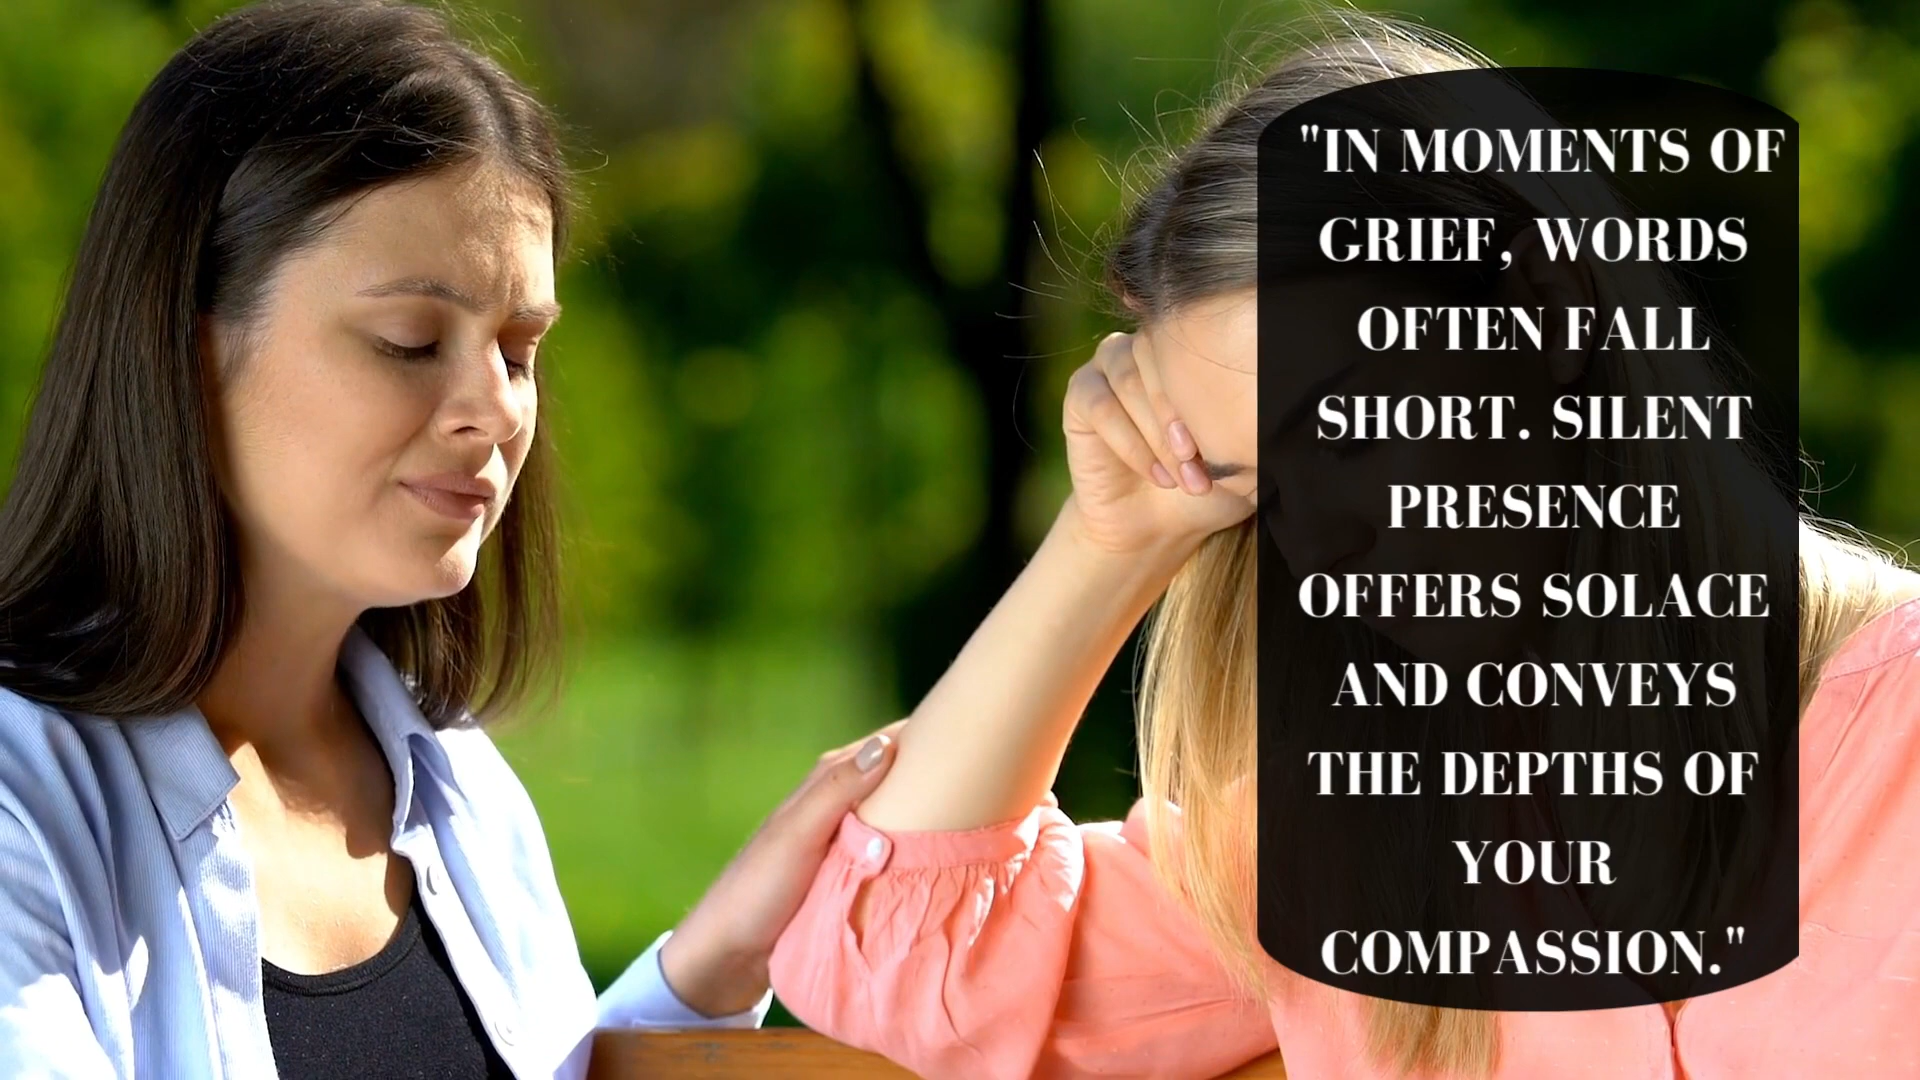 "IN MOMENTS OF
GRIEF, WORDS
OFTEN FALL
SHORT. SILENT
PRESENCE
OFFERS SOLACE
AND CONVEYS
THE DEPTHS OF
YOUR
COMPASSION."